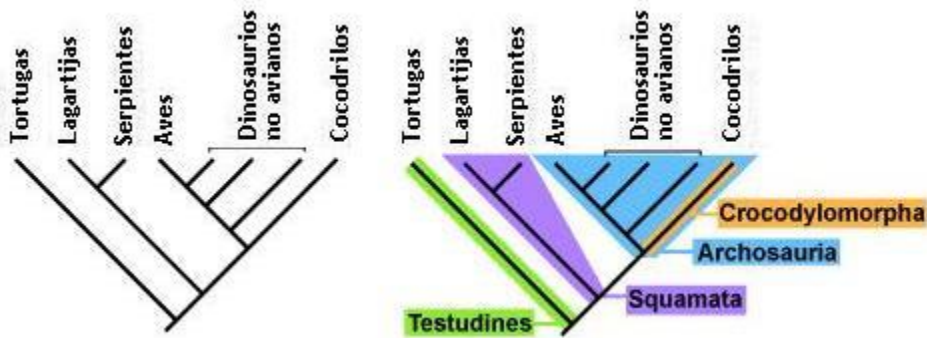 Tortugas
Lagartijas
Serpientes
Aves
Dinosaurios
no avianos
Cocodrilos
Tortugas
Lagartijas
Serpientes
Aves
Dinosaurios
no avianos
Cocodrilos
Crocodylomorpha
Archosauria
Squamata
Testudines